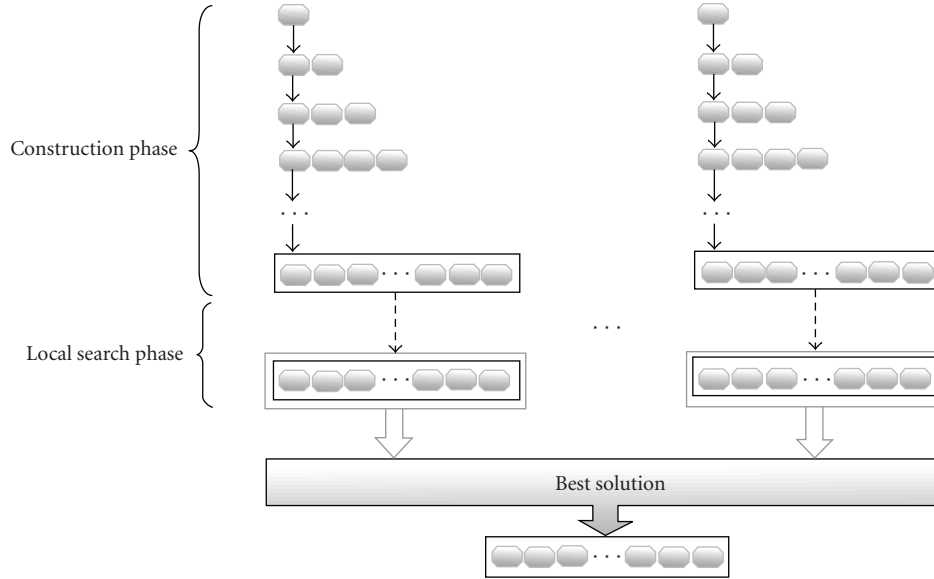 Construction phase
Local search phase
. . .
. . .
. . .
. . .
. . .
. . .
. . .
Best solution
. . .